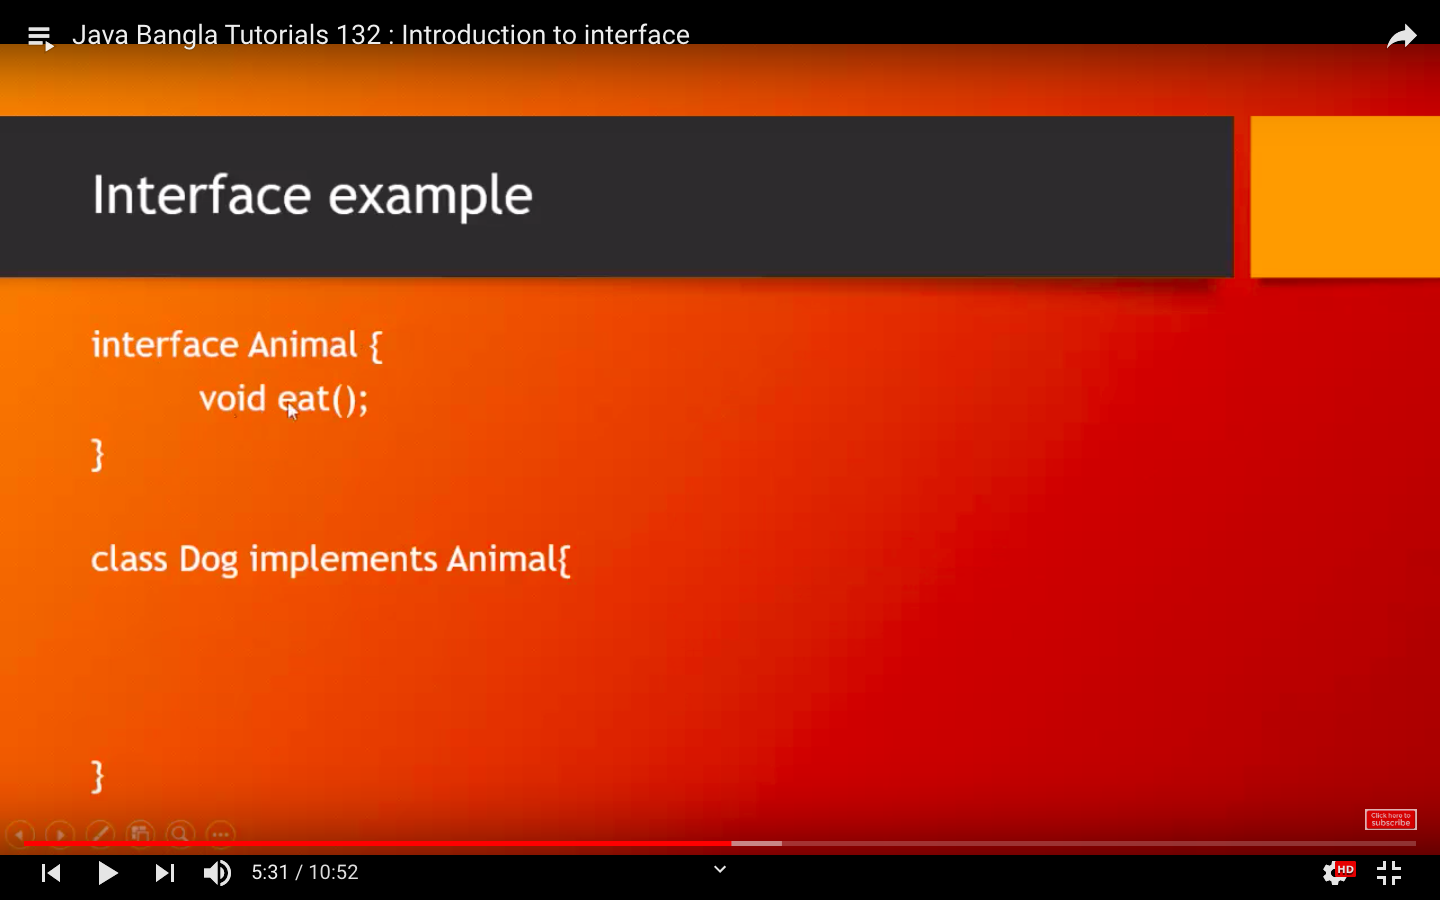 Java Bangla Tutorials 132 : Introduction to interface
Interface example
interface Animal {
void eat();
}
class Dog implements Animal{
}
Click here to
subscribe
5:31 / 10:52
HD